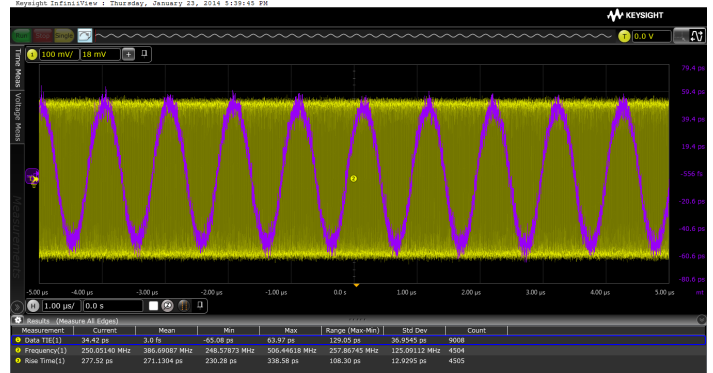 Keysight Infiniium : Thursday, January 23, 2014 5:39:45 PM
KEYSIGHT
Run Stop Single T 0.0 V
1 100 mV/ 18 mV +
Time Meas
Voltage Meas
Measurements
79.4 ps
59.4 ps
39.4 ps
19.4 ps
-556 fs
-20.6 ps
-40.6 ps
-60.6 ps
-80.6 ps
2
-5.00 µs -4.00 µs -3.00 µs -2.00 µs -1.00 µs 0.0 s 1.00 µs 2.00 µs 3.00 µs 4.00 µs 5.00 µs
H 1.00 µs/ 0.0 s
Results (Measure All Edges)
Measurement Current Mean Min Max Range (Max-Min) Std Dev Count
Data TIE(1) 34.42 ps 3.0 fs -65.08 ps 63.97 ps 129.05 ps 36.9545 ps 9008
Frequency(1) 250.05140 MHz 386.69087 MHz 248.57873 MHz 506.44618 MHz 257.86745 MHz 125.09112 MHz 4504
Rise Time(1) 277.52 ps 271.1304 ps 230.28 ps 338.58 ps 108.30 ps 12.9295 ps 4505